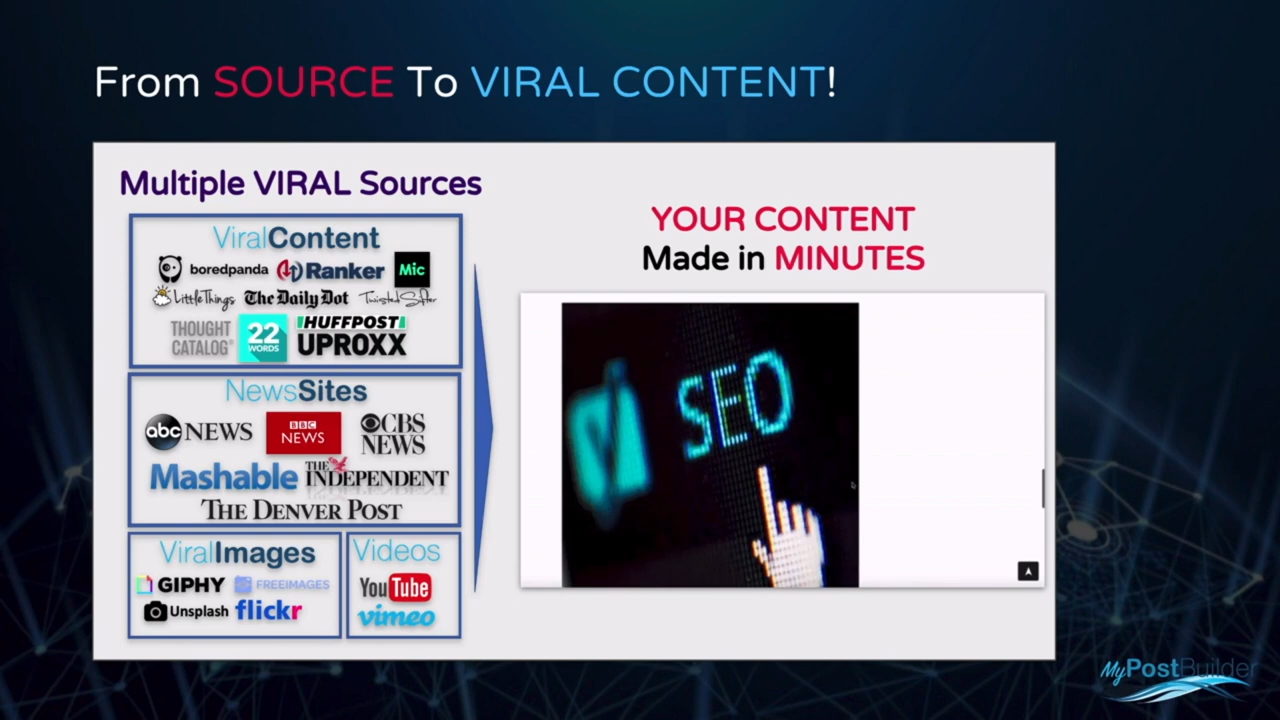 From SOURCE To VIRAL CONTENT!
Multiple VIRAL Sources
ViralContent
boredpanda Ranker Mic
LittleThings The Daily Dot TwistedSifter
THOUGHT CATALOG® 22 WORDS HUFFPOST
UPROXX
NewsSites
abc NEWS BBC NEWS CBS NEWS
Mashable THE INDEPENDENT
THE DENVER POST
ViralImages
GIPHY FREEIMAGES
Unsplash flickr
Videos
YouTube
vimeo
YOUR CONTENT
Made in MINUTES
SEO
MyPostBuilder